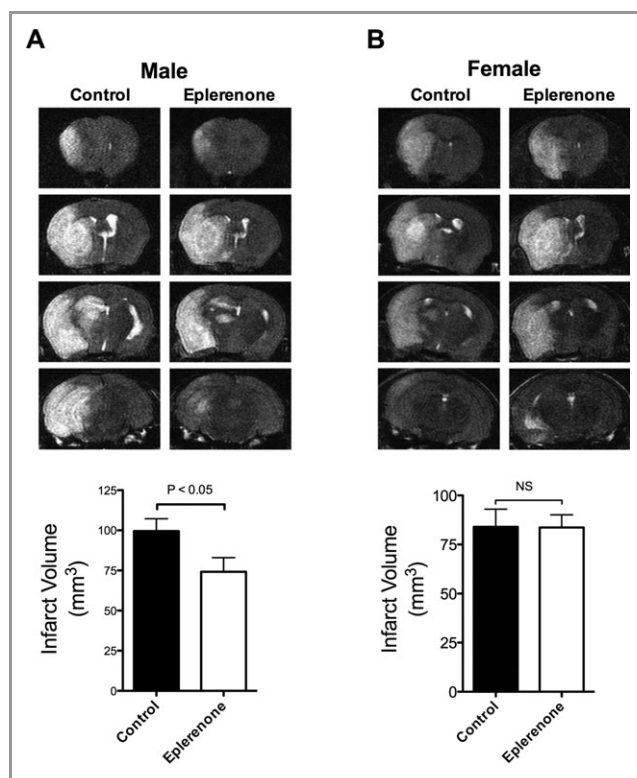 A
Male
Control Eplerenone
P < 0.05
Infarct Volume
(mm³)
125
100
75
50
25
0
Control
Eplerenone
B
Female
Control Eplerenone
NS
Infarct Volume
(mm³)
100
75
50
25
0
Control
Eplerenone